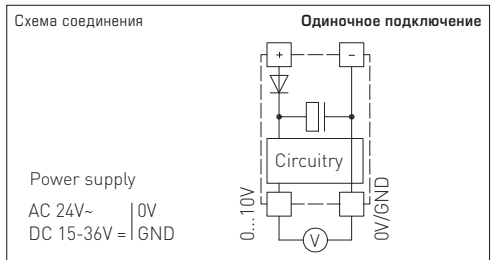 Схема соединения
Одиночное подключение
+ −
Circuitry
Power supply
AC 24V~ | 0V
DC 15-36V = | GND
0...10V
0V/GND
V